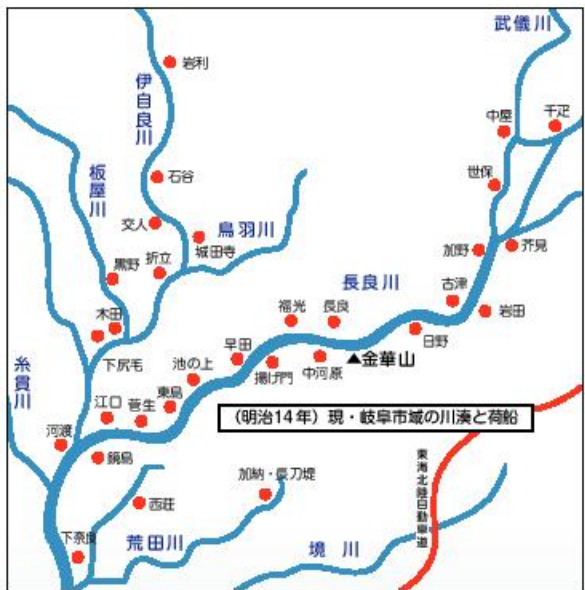 武儀川
岩利
伊自良川
中屋
千疋
板屋川
石谷
世保
交人
鳥羽川
城田寺
加野
芥見
黒野
折立
長良川
古津
岩田
福光
長良
木田
早田
日野
下尻毛
池の上
揚げ門
中河原
▲金華山
糸貫川
東島
江口
菅生
(明治14年)現・岐阜市域の川湊と荷船
河渡
鏡島
加納・長刀堤
東海北陸自動車道
西荘
下奈良
荒田川
境川